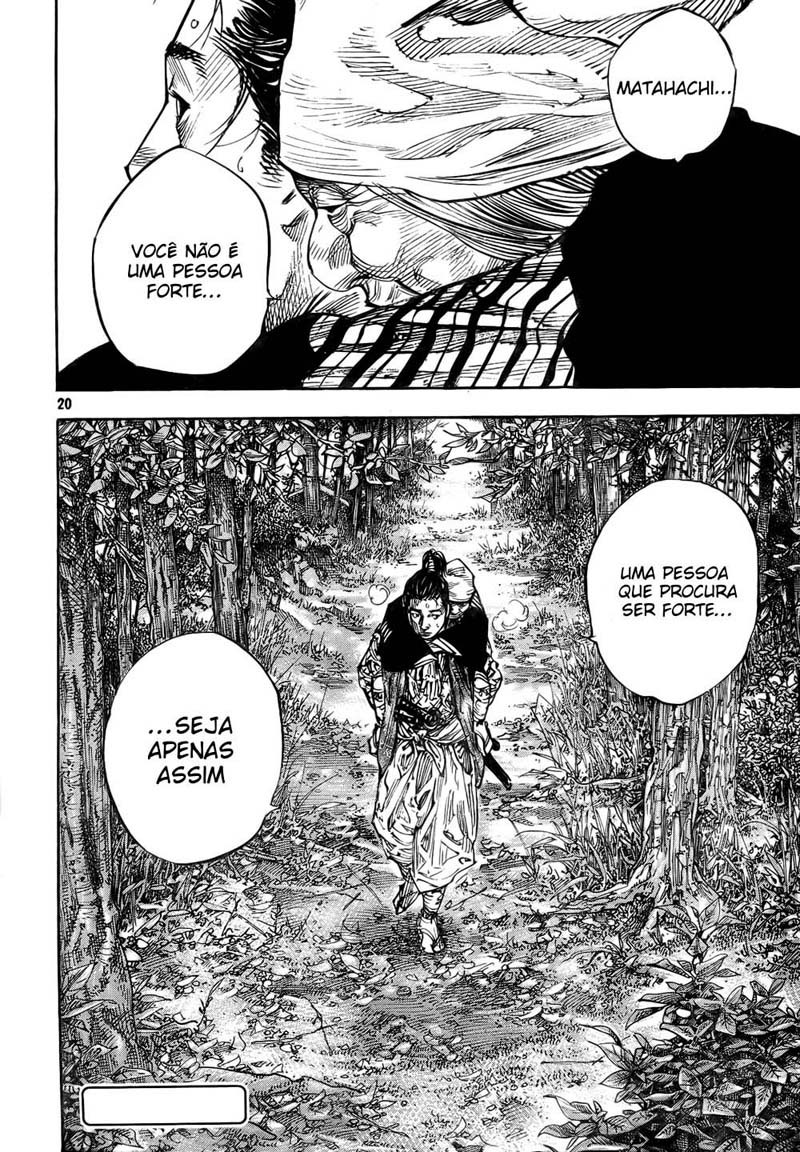 MATAHACHI...
VOCÊ NÃO É
UMA PESSOA
FORTE...
20
UMA PESSOA
QUE PROCURA
SER FORTE...
...SEJA
APENAS
ASSIM